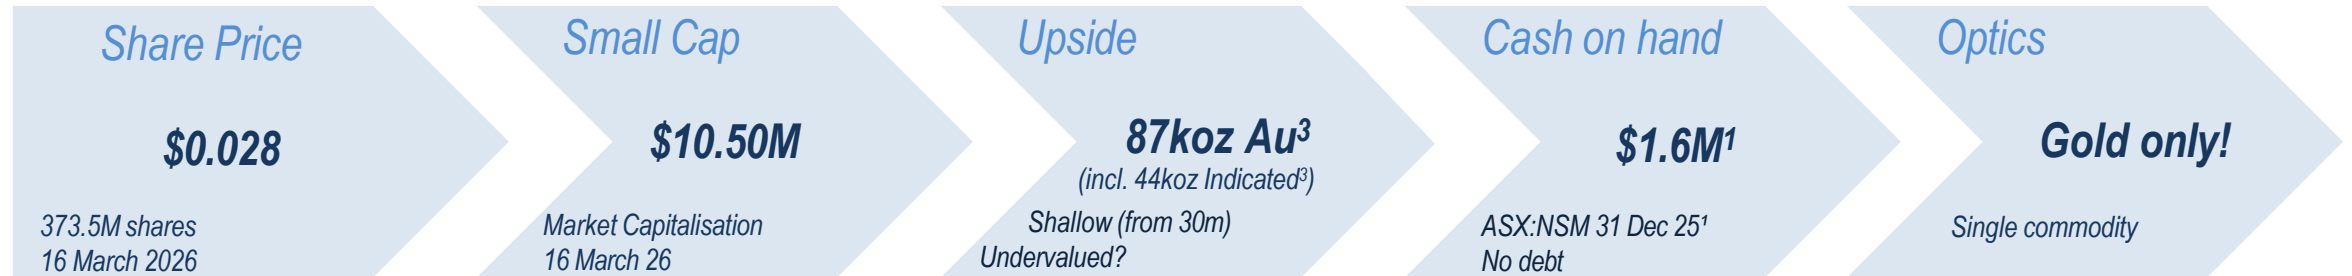 Share Price
$0.028
373.5M shares
16 March 2026
Small Cap
$10.50M
Market Capitalisation
16 March 26
Upside
87koz Au³
(incl. 44koz Indicated³)
Shallow (from 30m)
Undervalued?
Cash on hand
$1.6M¹
ASX:NSM 31 Dec 25¹
No debt
Optics
Gold only!
Single commodity